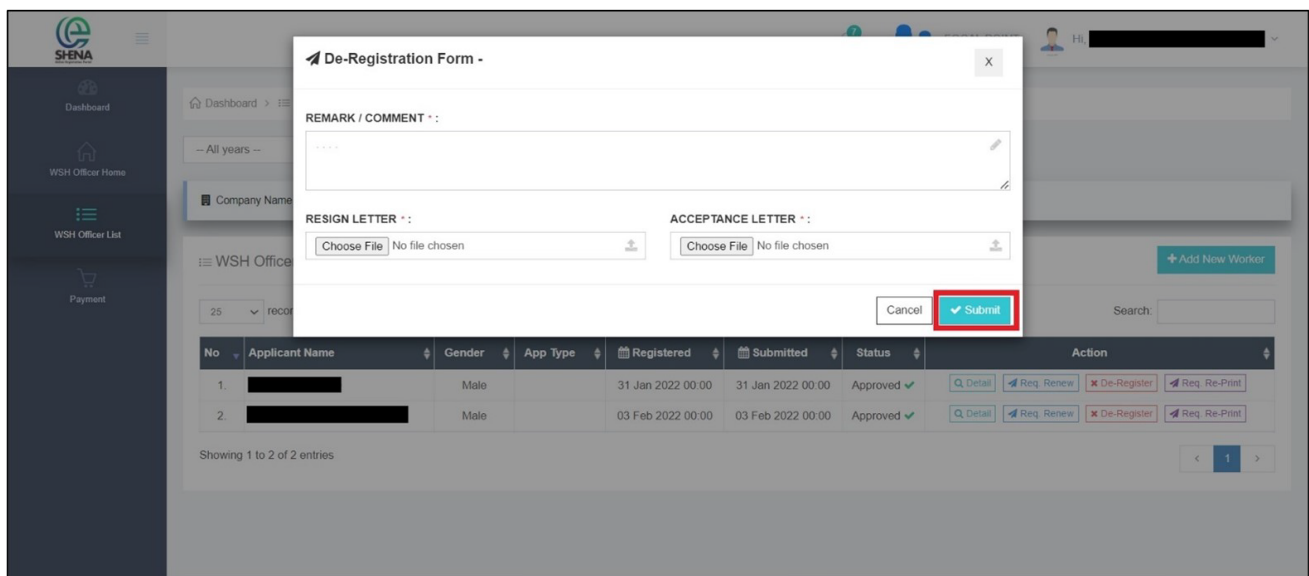 e
SHENA
Hi,
De-Registration Form -
X
Dashboard
Dashboard >
REMARK / COMMENT * :
. . . .
-- All years --
WSH Officer Home
Company Name
RESIGN LETTER * :
ACCEPTANCE LETTER * :
Choose File No file chosen
Choose File No file chosen
WSH Officer List
WSH Office
+ Add New Worker
Payment
Cancel
Submit
25
recor
Search:
No Applicant Name Gender App Type Registered Submitted Status Action
1. Male 31 Jan 2022 00:00 31 Jan 2022 00:00 Approved Detail Req. Renew De-Register Req. Re-Print
2. Male 03 Feb 2022 00:00 03 Feb 2022 00:00 Approved Detail Req. Renew De-Register Req. Re-Print
Showing 1 to 2 of 2 entries
< 1 >